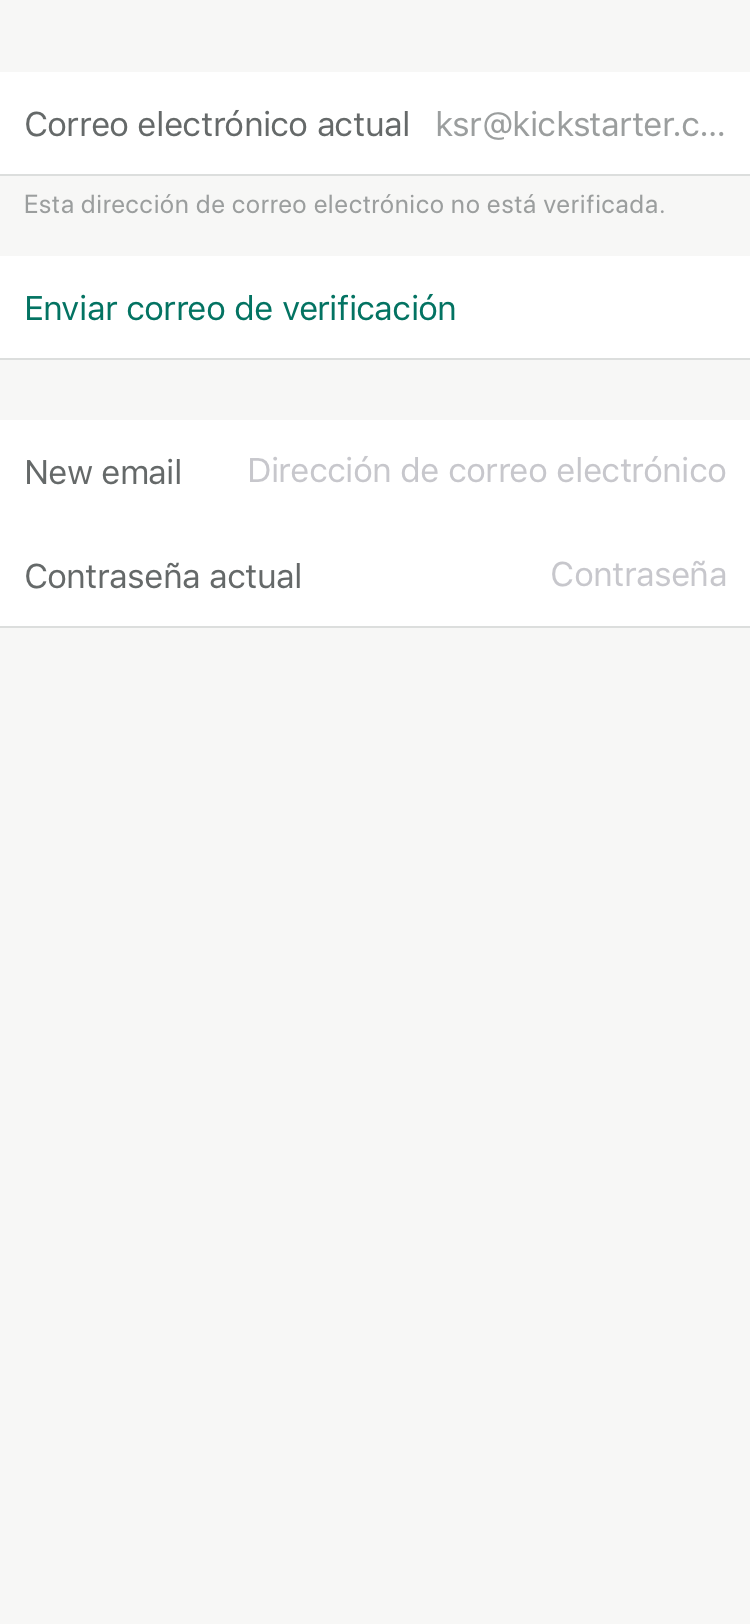 Correo electrónico actual ksr@kickstarter.c...
Esta dirección de correo electrónico no está verificada.
Enviar correo de verificación
New email Dirección de correo electrónico
Contraseña actual Contraseña